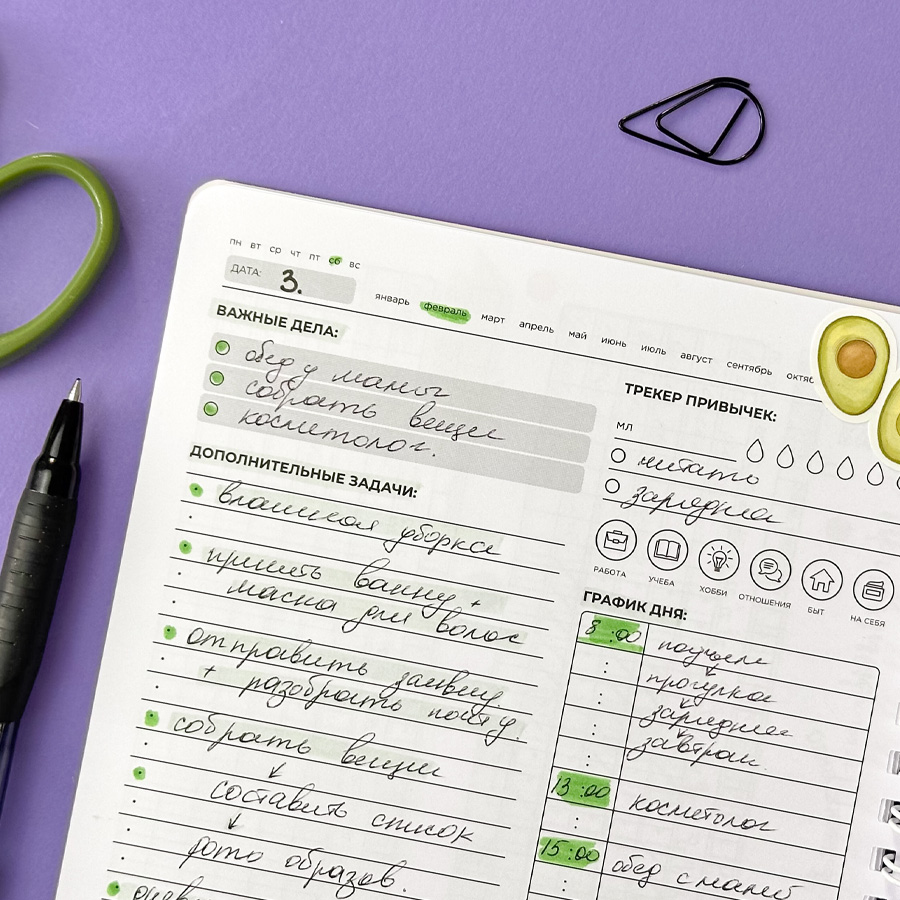 пн вт ср чт пт сб вс
ДАТА: 3.
январь февраль март апрель май июнь июль август сентябрь октяб
ВАЖНЫЕ ДЕЛА:
обед у мамы
собрать вещи
косметолог.
ДОПОЛНИТЕЛЬНЫЕ ЗАДАЧИ:
влажная уборка
принять ванну +
маска для волос
отправить заявку
+ разобрать почту
собрать вещи
составить список
фото образов.
ТРЕКЕР ПРИВЫЧЕК:
мл
читать
зарядка
РАБОТА УЧЕБА ХОББИ ОТНОШЕНИЯ БЫТ НА СЕБЯ
ГРАФИК ДНЯ:
8:00 подъем
прогулка
зарядка
завтрак.
13:00 косметолог
15:00 обед с мамой